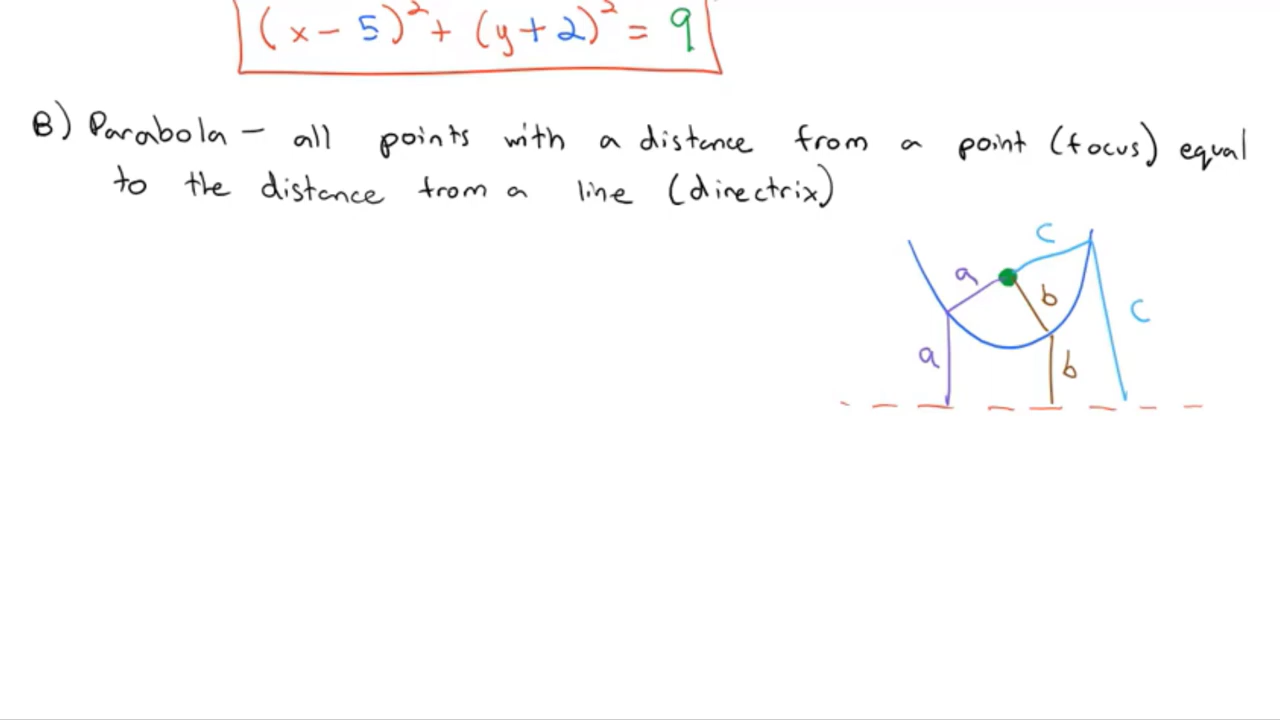 (x - 5)² + (y + 2)² = 9
B) Parabola - all points with a distance from a point (focus) equal
to the distance from a line (directrix)
c
a
b
c
a
b